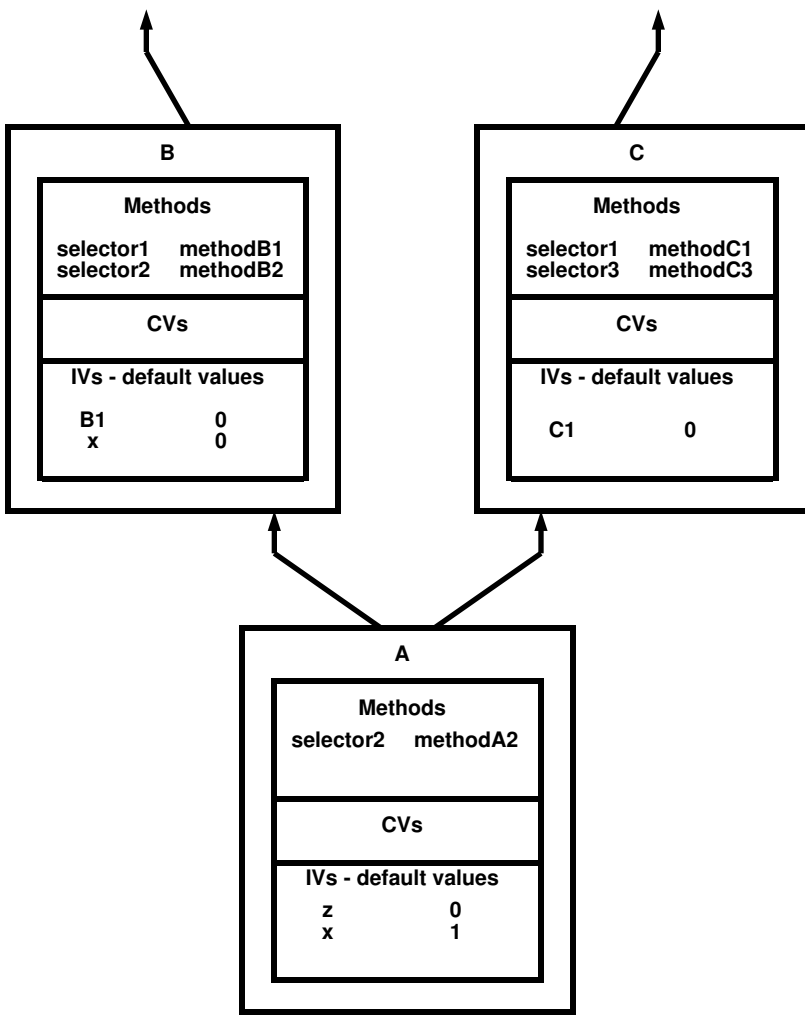 B
Methods
selector1 methodB1
selector2 methodB2
CVs
IVs - default values
B1 0
x 0
C
Methods
selector1 methodC1
selector3 methodC3
CVs
IVs - default values
C1 0
A
Methods
selector2 methodA2
CVs
IVs - default values
z 0
x 1